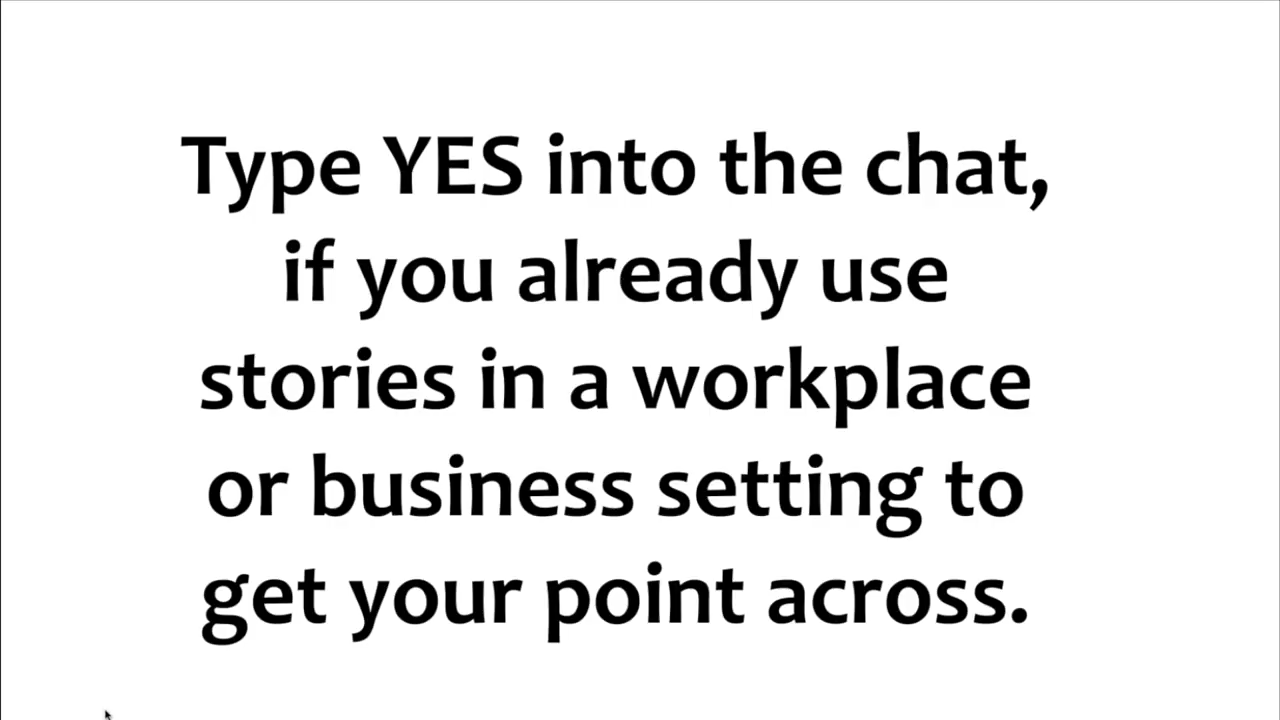 Type YES into the chat,
if you already use
stories in a workplace
or business setting to
get your point across.